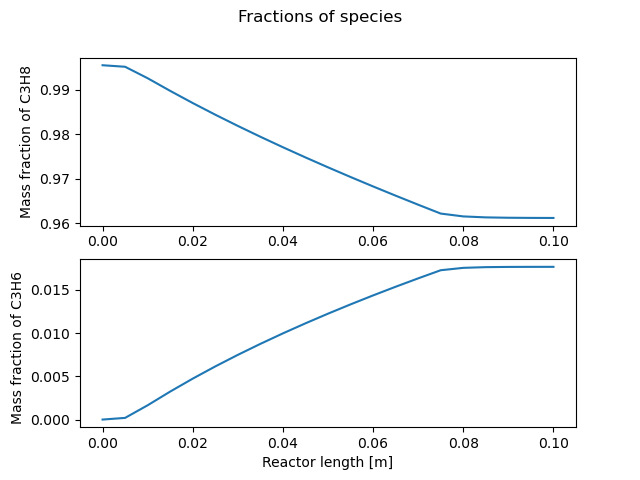 Fractions of species
Mass fraction of C3H8
0.99
0.98
0.97
0.96
0.00 0.02 0.04 0.06 0.08 0.10
Mass fraction of C3H6
0.015
0.010
0.005
0.000
0.00 0.02 0.04 0.06 0.08 0.10
Reactor length [m]